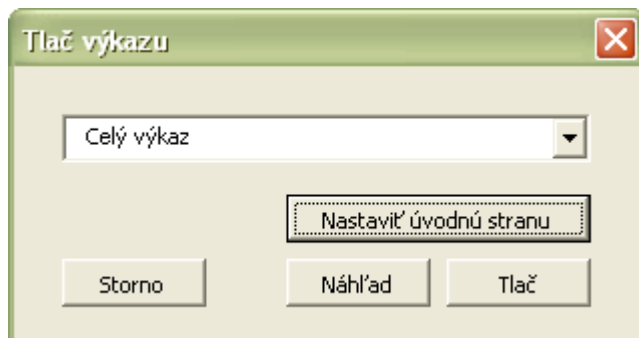 Tlač výkazu
Celý výkaz
Nastaviť úvodnú stranu
Storno
Náhľad
Tlač